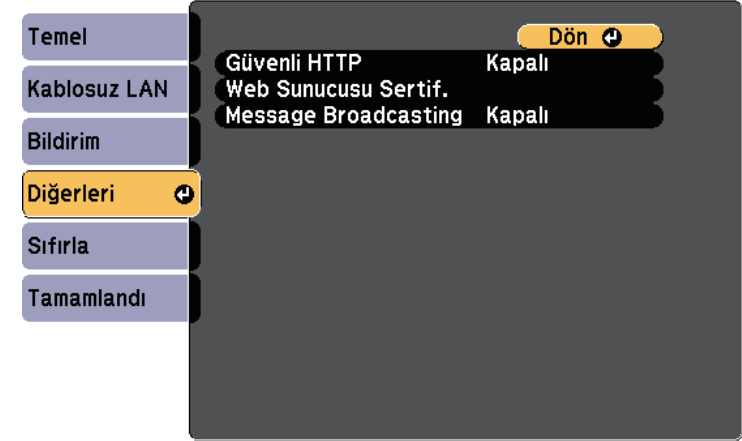 Temel
Kablosuz LAN
Bildirim
Diğerleri
Sıfırla
Tamamlandı
Dön
Güvenli HTTP Kapalı
Web Sunucusu Sertif.
Message Broadcasting Kapalı